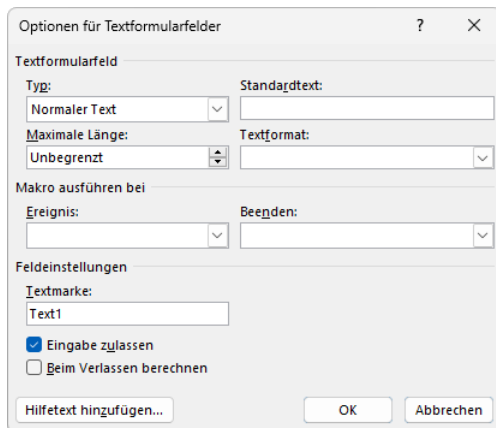 Optionen für Textformularfelder ?
Textformularfeld
Typ: Standardtext:
Normaler Text
Maximale Länge: Textformat:
Unbegrenzt
Makro ausführen bei
Ereignis: Beenden:
Feldeinstellungen
Textmarke:
Text1
Eingabe zulassen
Beim Verlassen berechnen
Hilfetext hinzufügen... OK Abbrechen